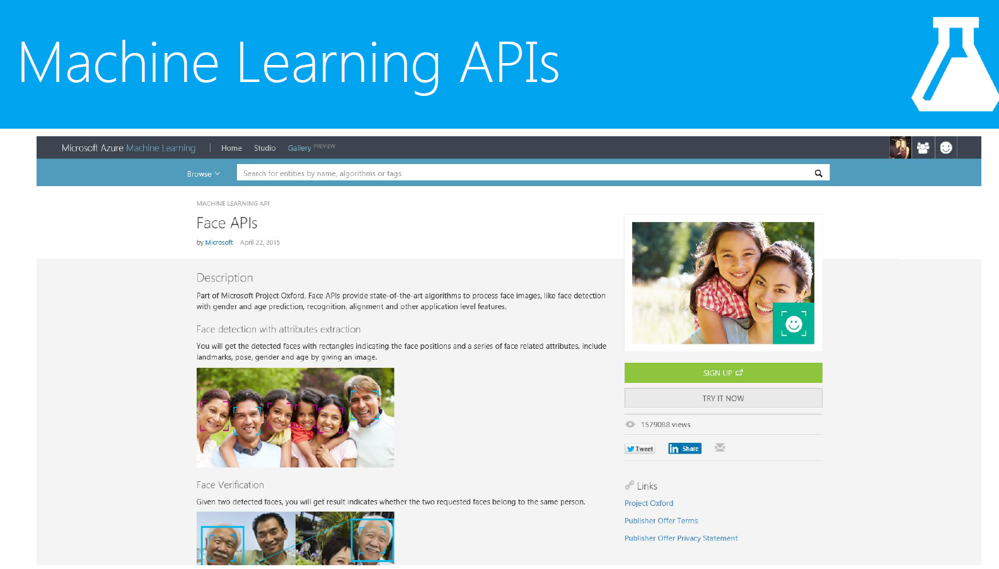 Machine Learning APIs
Microsoft Azure Machine Learning | Home Studio Gallery PREVIEW
Browse Search for entities by name, algorithms or tags
MACHINE LEARNING API
Face APIs
by Microsoft April 22, 2015
Description
Part of Microsoft Project Oxford, Face APIs provide state-of-the-art algorithms to process face images, like face detection
with gender and age prediction, recognition, alignment and other application level features.
Face detection with attributes extraction
You will get the detected faces with rectangles indicating the face positions and a series of face related attributes, include
landmarks, pose, gender and age by giving an image.
Face Verification
Given two detected faces, you will get result indicates whether the two requested faces belong to the same person.
SIGN UP
TRY IT NOW
1579088 views
Tweet in Share
Links
Project Oxford
Publisher Offer Terms
Publisher Offer Privacy Statement